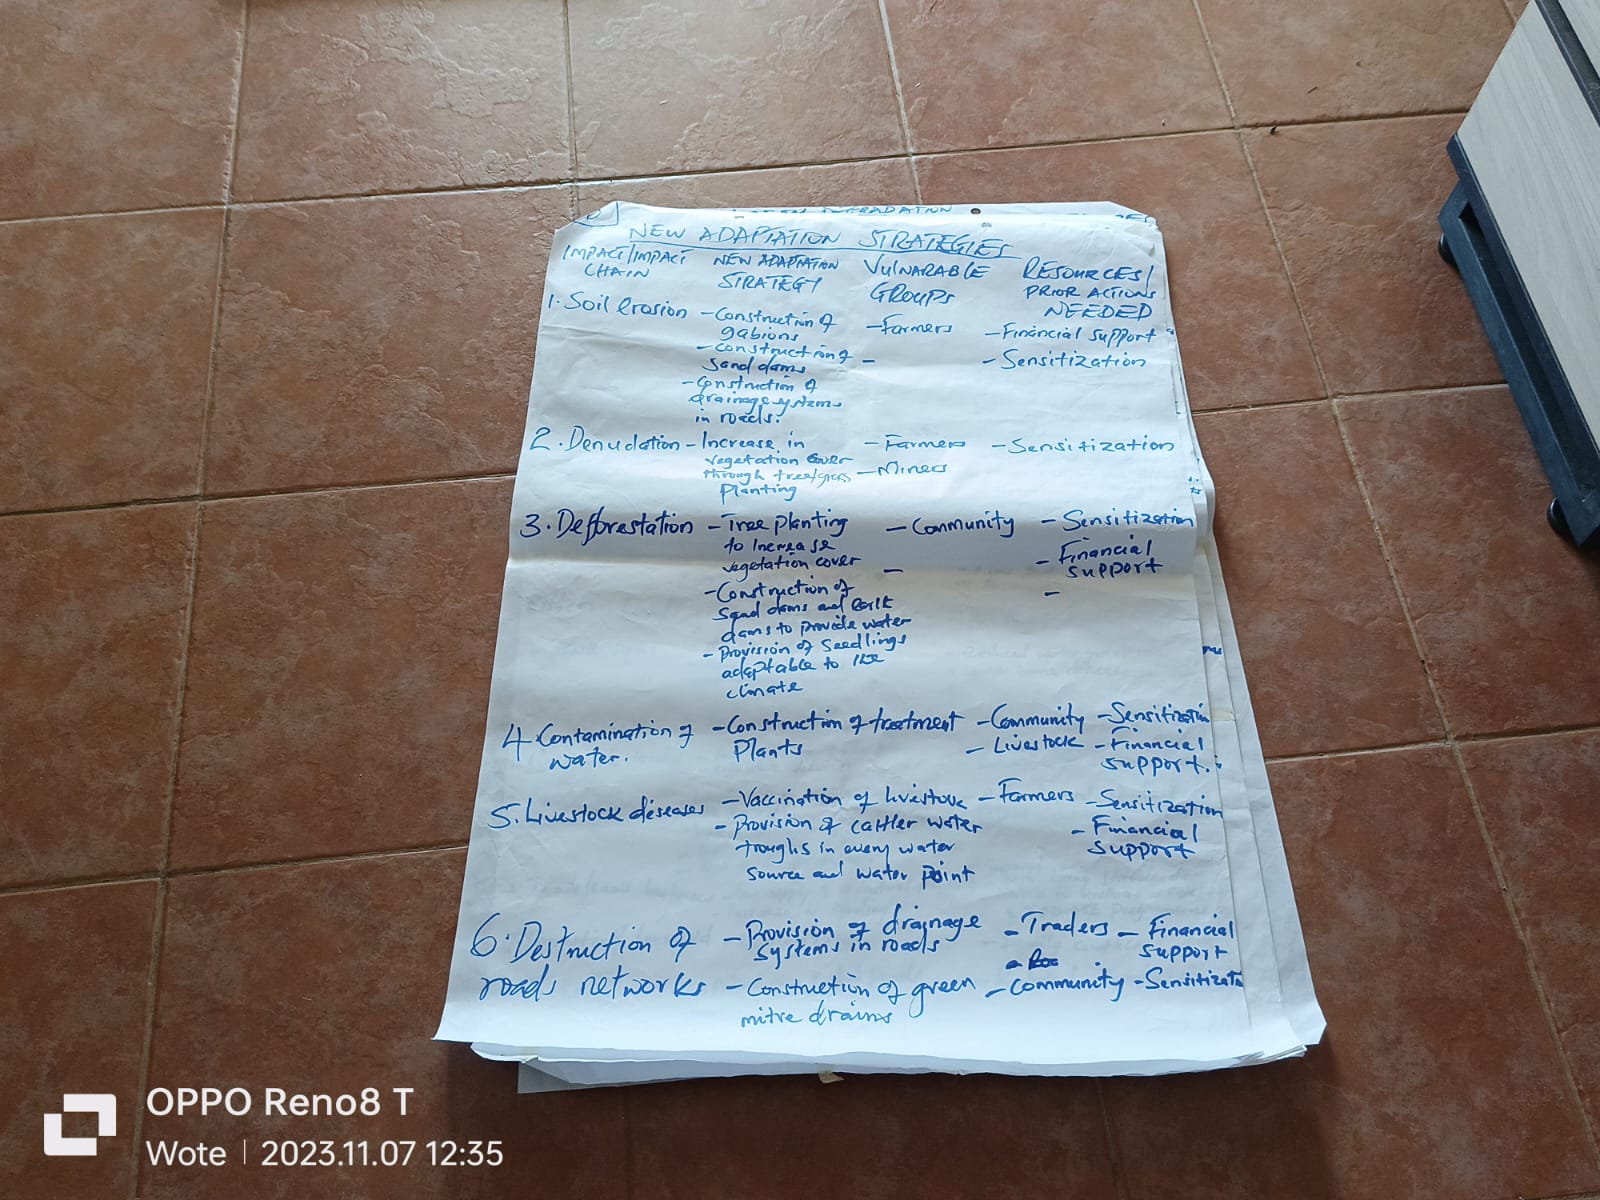 DEGRADATION
NEW ADAPTATION STRATEGIES
IMPACT/IMPACT CHAIN
NEW ADAPTATION STRATEGY
VULNARABLE GROUPS
RESOURCES/ PRIOR ACTIONS NEEDED
1. Soil erosion
- Construction of
gabions
- construction of
sand dams
- Construction of
drainage systems
in roads.
- Farmers
-
- Financial support
- Sensitization
2. Denudation
- Increase in
vegetation cover
through tree/grass
planting
- Farmers
- Miners
- Sensitization
3. Deforestation
- Tree planting
to increase
vegetation cover
- Construction of
sand dams and
dams to provide water
- Provision of seedlings
adaptable to the
climate
- Community
-
- Sensitization
- Financial
support
-
4. Contamination of
water.
- Construction of treatment
plants
- Community
- Livestock
- Sensitization
- Financial
support.
5. Livestock diseases
- Vaccination of livestock
- Provision of cattler water
troughs in every water
source and water point
- Farmers
- Sensitization
- Financial
support
6. Destruction of
roads networks
- Provision of drainage
systems in roads
- Construction of green
mitre drains
- Traders
- community
- Financial
support
- Sensitizatn
OPPO Reno8 T
Wote | 2023.11.07 12:35